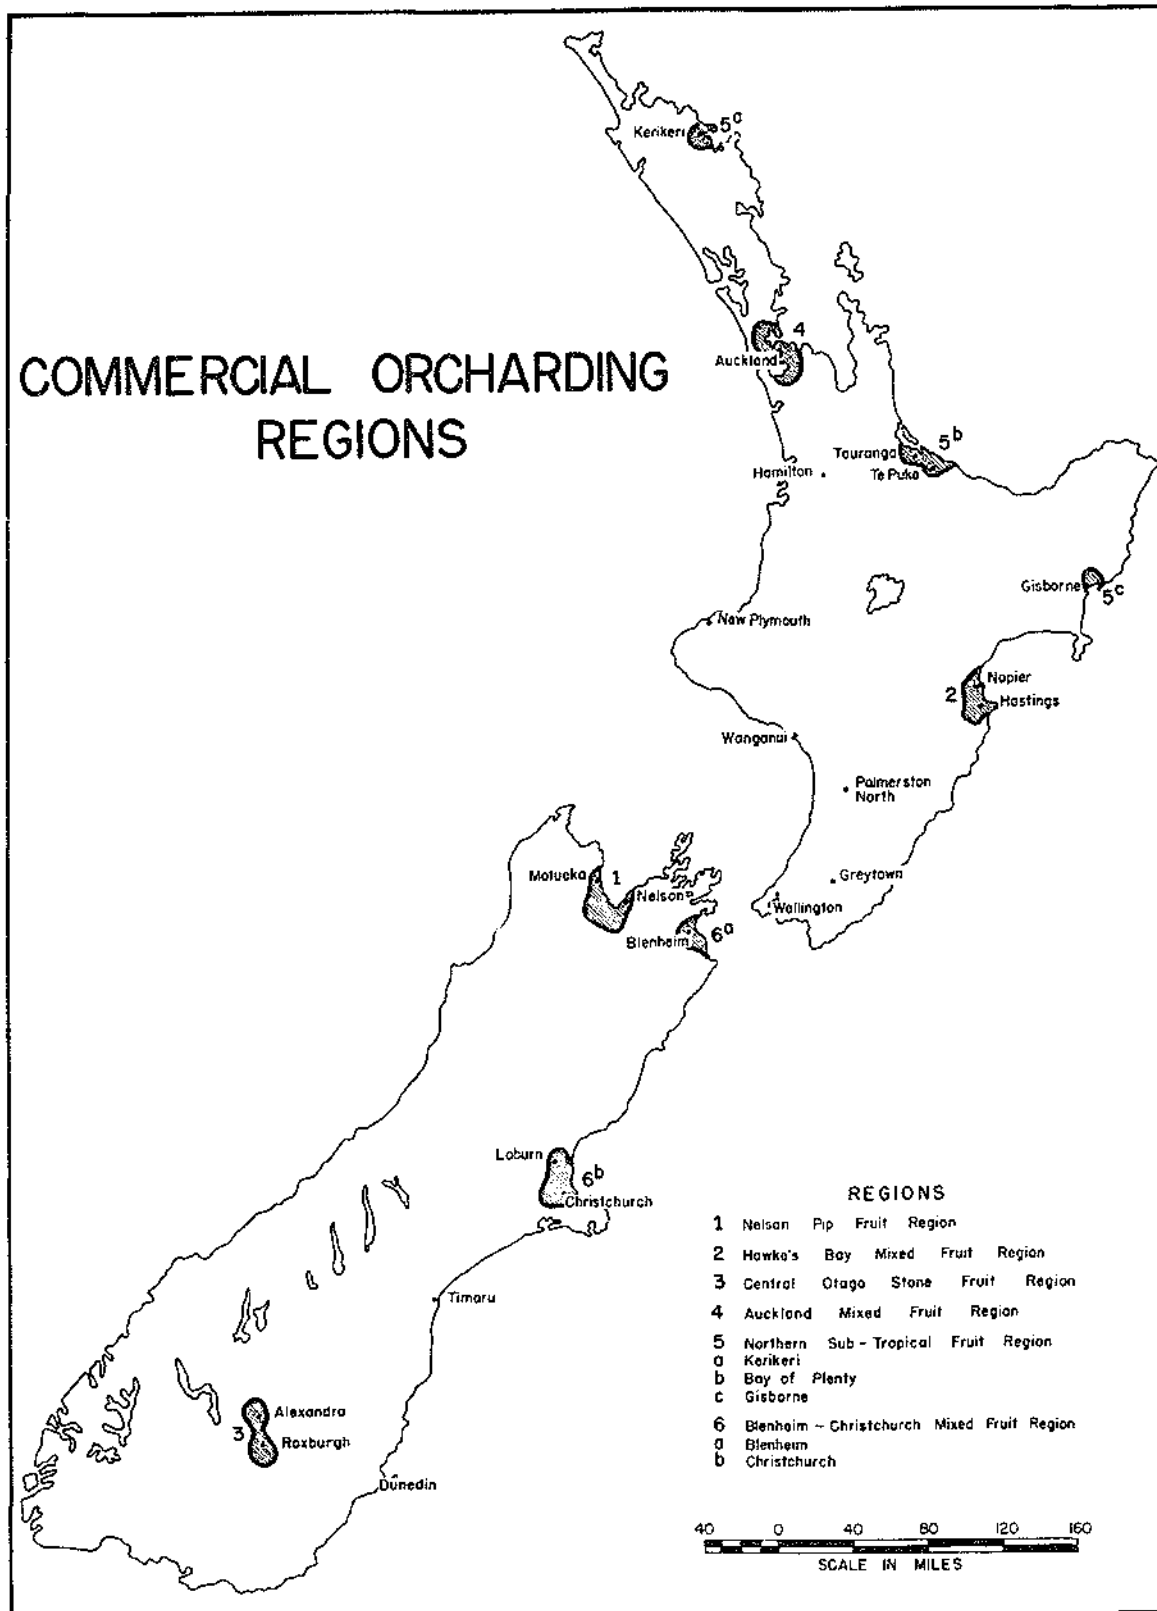 COMMERCIAL ORCHARDING
REGIONS
Kerikeri
5a
4
Auckland
5b
Tauranga
Te Puke
Hamilton
Gisborne
5c
New Plymouth
2
Napier
Hastings
Wanganui
Palmerston
North
Greytown
Wellington
Motueka
1
Nelson
Blenheim
6a
Loburn
6b
Christchurch
Timaru
Alexandra
3
Roxburgh
Dunedin
REGIONS
1 Nelson Pip Fruit Region
2 Hawke's Bay Mixed Fruit Region
3 Central Otago Stone Fruit Region
4 Auckland Mixed Fruit Region
5 Northern Sub-Tropical Fruit Region
a Kerikeri
b Bay of Plenty
c Gisborne
6 Blenheim - Christchurch Mixed Fruit Region
a Blenheim
b Christchurch
40 0 40 80 120 160
SCALE IN MILES